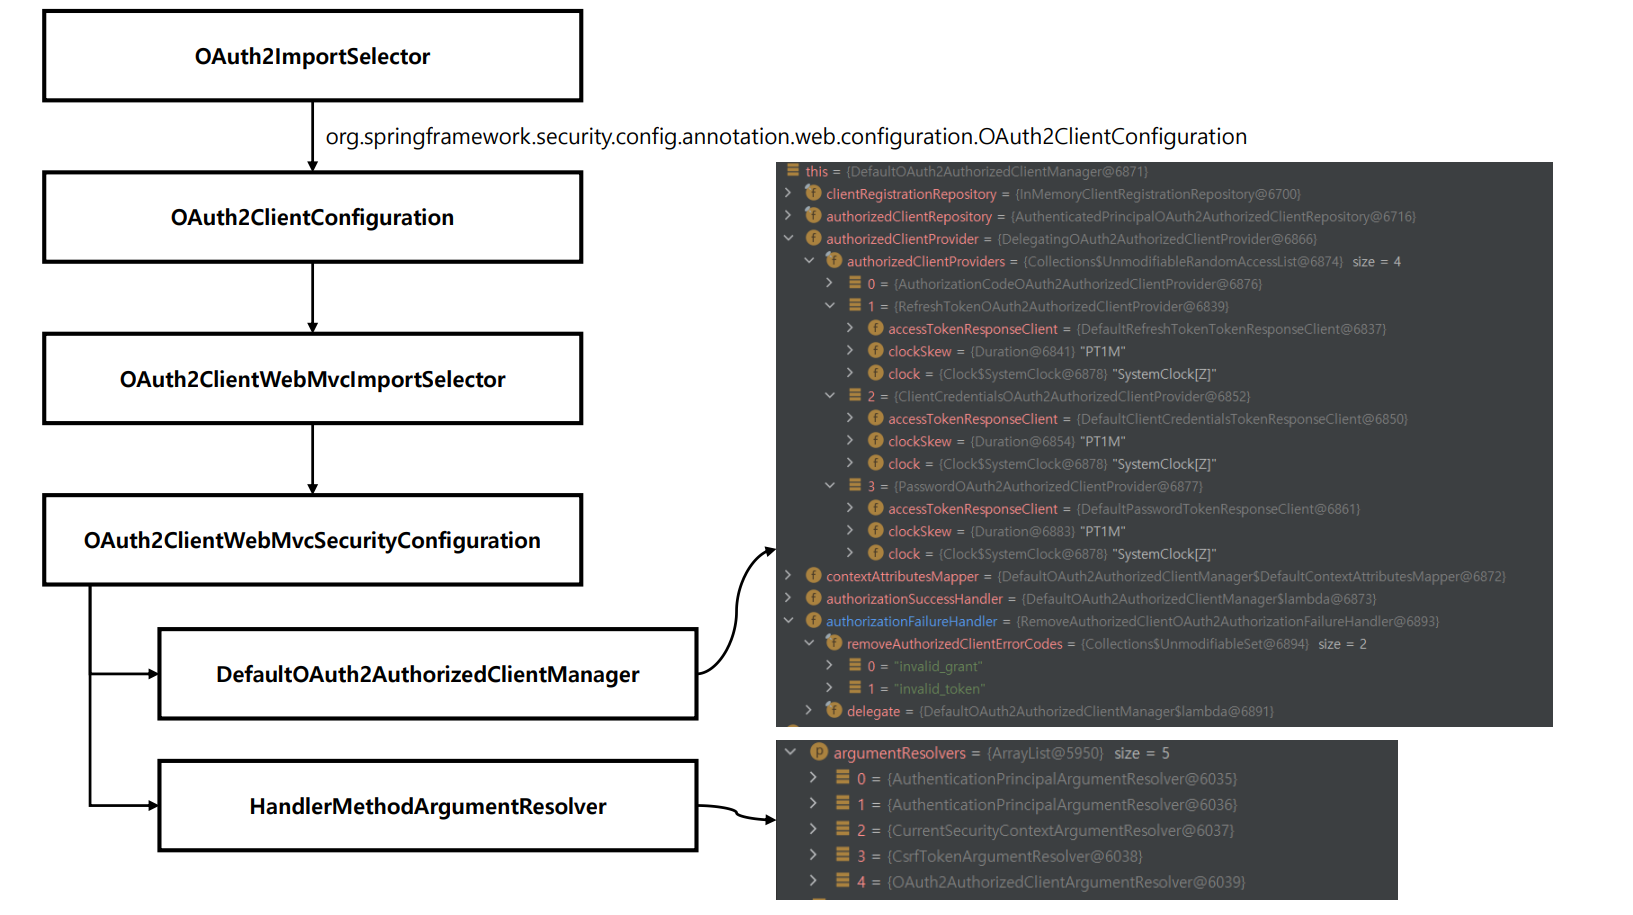 OAuth2ImportSelector
org.springframework.security.config.annotation.web.configuration.OAuth2ClientConfiguration
OAuth2ClientConfiguration
OAuth2ClientWebMvcImportSelector
OAuth2ClientWebMvcSecurityConfiguration
DefaultOAuth2AuthorizedClientManager
HandlerMethodArgumentResolver
this = {DefaultOAuth2AuthorizedClientManager@6871}
f clientRegistrationRepository = {InMemoryClientRegistrationRepository@6700}
f authorizedClientRepository = {AuthenticatedPrincipalOAuth2AuthorizedClientRepository@6716}
f authorizedClientProvider = {DelegatingOAuth2AuthorizedClientProvider@6866}
f authorizedClientProviders = {Collections$UnmodifiableRandomAccessList@6874} size = 4
0 = {AuthorizationCodeOAuth2AuthorizedClientProvider@6876}
1 = {RefreshTokenOAuth2AuthorizedClientProvider@6839}
f accessTokenResponseClient = {DefaultRefreshTokenTokenResponseClient@6837}
f clockSkew = {Duration@6841} "PT1M"
f clock = {Clock$SystemClock@6878} "SystemClock[Z]"
2 = {ClientCredentialsOAuth2AuthorizedClientProvider@6852}
f accessTokenResponseClient = {DefaultClientCredentialsTokenResponseClient@6850}
f clockSkew = {Duration@6854} "PT1M"
f clock = {Clock$SystemClock@6878} "SystemClock[Z]"
3 = {PasswordOAuth2AuthorizedClientProvider@6877}
f accessTokenResponseClient = {DefaultPasswordTokenResponseClient@6861}
f clockSkew = {Duration@6883} "PT1M"
f clock = {Clock$SystemClock@6878} "SystemClock[Z]"
f contextAttributesMapper = {DefaultOAuth2AuthorizedClientManager$DefaultContextAttributesMapper@6872}
f authorizationSuccessHandler = {DefaultOAuth2AuthorizedClientManager$lambda@6873}
f authorizationFailureHandler = {RemoveAuthorizedClientOAuth2AuthorizationFailureHandler@6893}
f removeAuthorizedClientErrorCodes = {Collections$UnmodifiableSet@6894} size = 2
0 = "invalid_grant"
1 = "invalid_token"
f delegate = {DefaultOAuth2AuthorizedClientManager$lambda@6891}
p argumentResolvers = {ArrayList@5950} size = 5
0 = {AuthenticationPrincipalArgumentResolver@6035}
1 = {AuthenticationPrincipalArgumentResolver@6036}
2 = {CurrentSecurityContextArgumentResolver@6037}
3 = {CsrfTokenArgumentResolver@6038}
4 = {OAuth2AuthorizedClientArgumentResolver@6039}